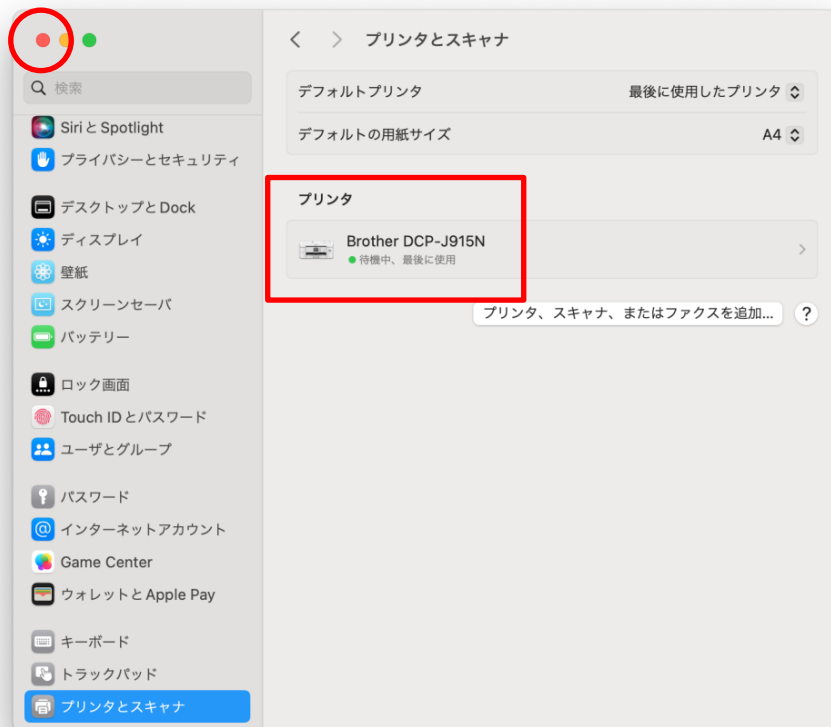 検索
Siri と Spotlight
プライバシーとセキュリティ
デスクトップと Dock
ディスプレイ
壁紙
スクリーンセーバ
バッテリー
ロック画面
Touch ID とパスワード
ユーザとグループ
パスワード
インターネットアカウント
Game Center
ウォレットと Apple Pay
キーボード
トラックパッド
プリンタとスキャナ
プリンタとスキャナ
デフォルトプリンタ 最後に使用したプリンタ
デフォルトの用紙サイズ A4
プリンタ
Brother DCP-J915N
待機中、最後に使用
プリンタ、スキャナ、またはファクスを追加... ?